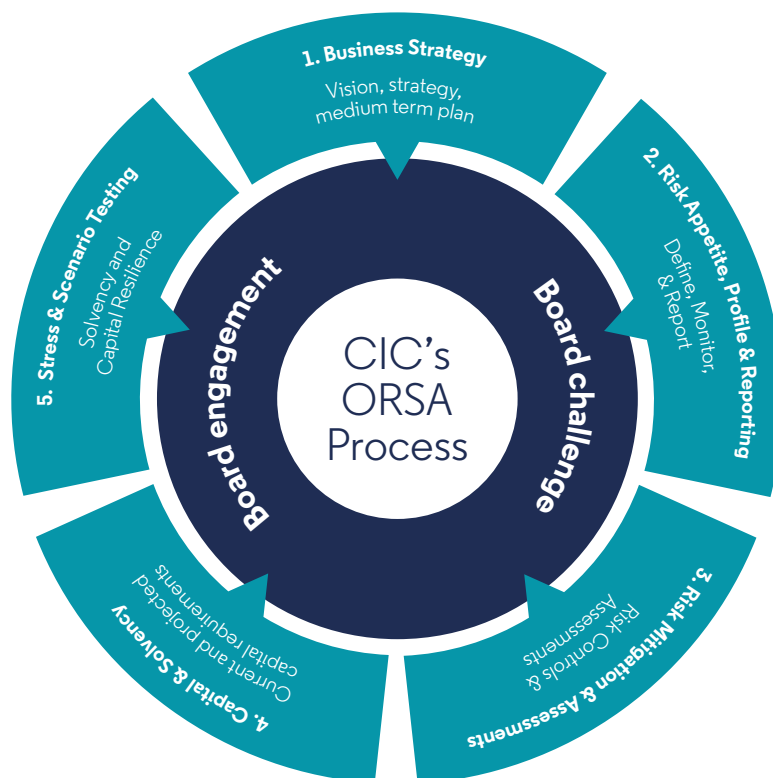 1. Business Strategy
Vision, strategy,
medium term plan
2. Risk Appetite, Profile & Reporting
Define, Monitor,
& Report
3. Risk Mitigation & Assessments
Risk Controls &
Assessments
4. Capital & Solvency
Current and projected
capital requirements
5. Stress & Scenario Testing
Solvency and
Capital Resilience
Board engagement
Board challenge
CIC's
ORSA
Process